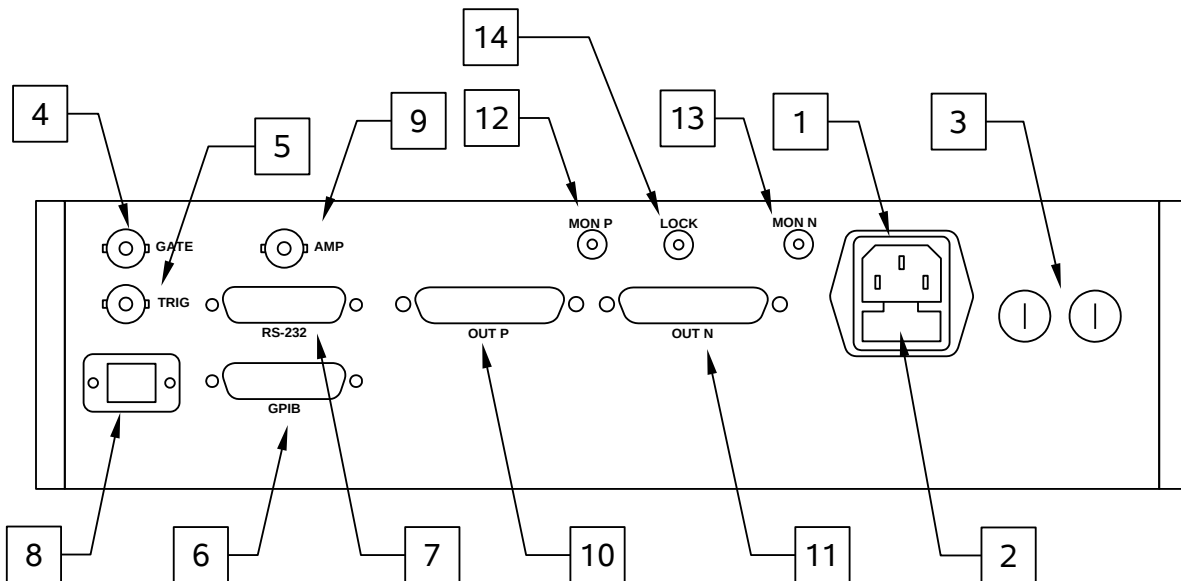 14
4
12
9
13
1
3
5
MON P
LOCK
MON N
GATE
AMP
TRIG
RS-232
OUT P
OUT N
GPIB
8
6
7
10
11
2